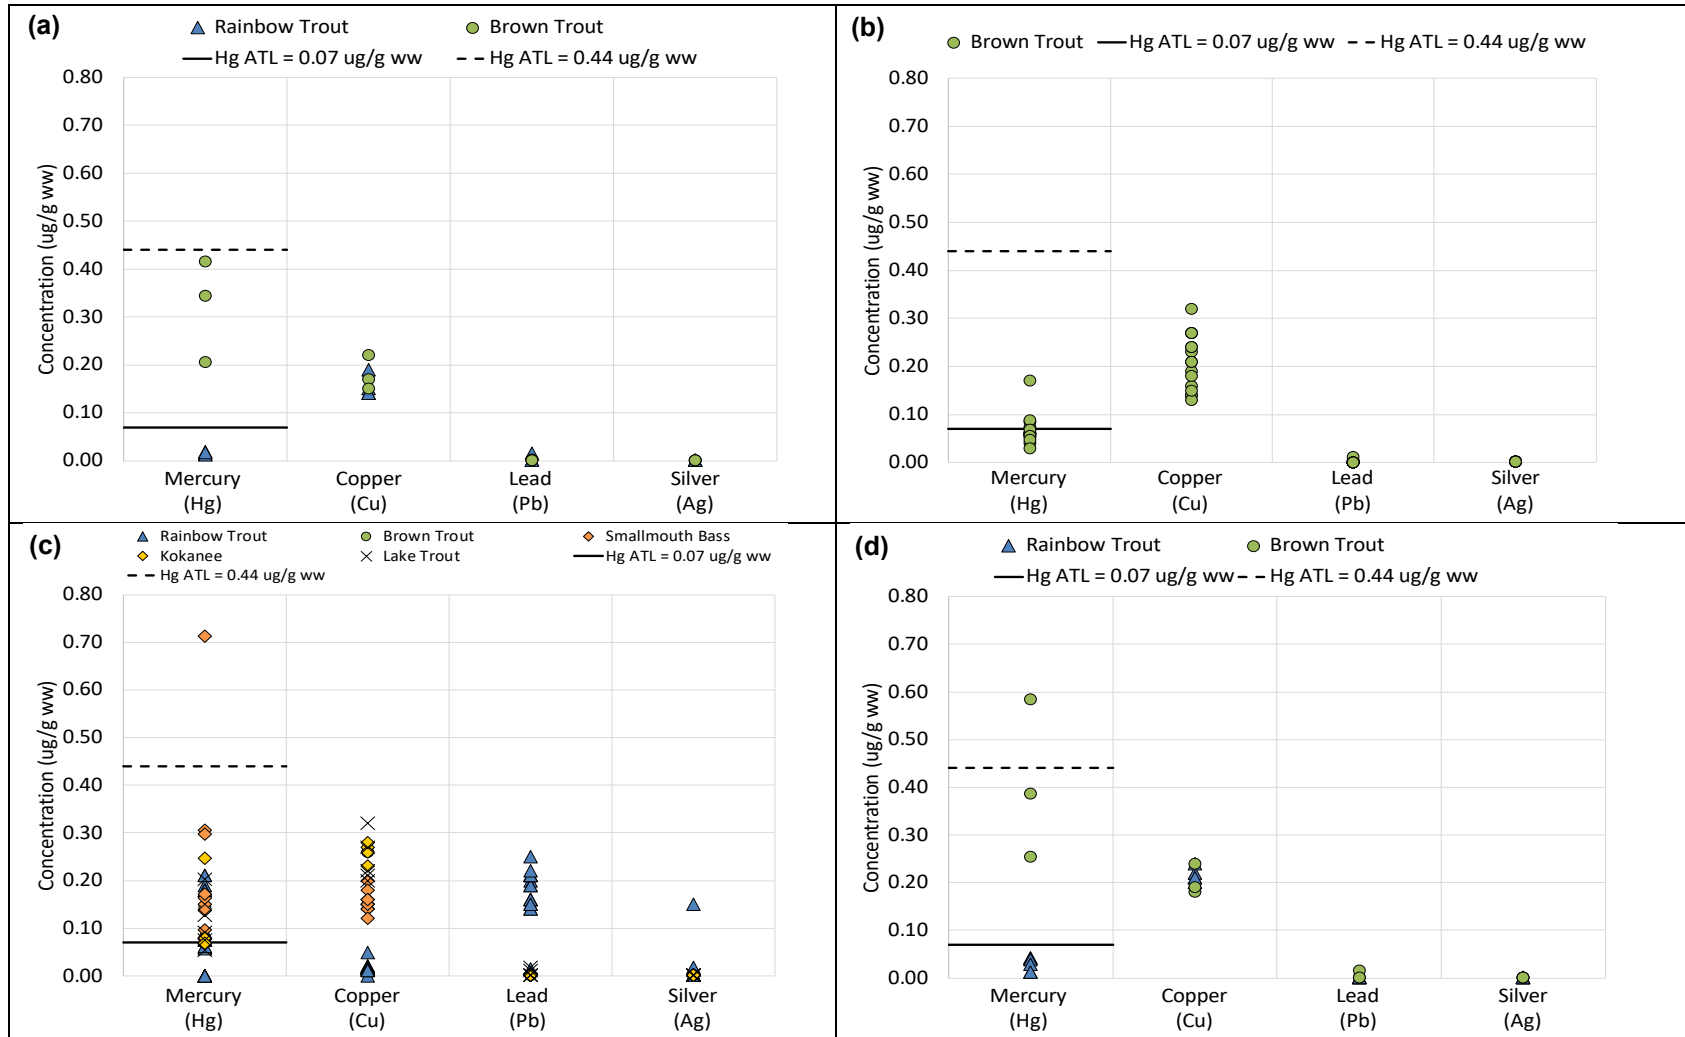 (a)
Rainbow Trout Brown Trout
Hg ATL = 0.07 ug/g ww Hg ATL = 0.44 ug/g ww
Concentration (ug/g ww)
0.80
0.70
0.60
0.50
0.40
0.30
0.20
0.10
0.00
Mercury Copper Lead Silver
(Hg) (Cu) (Pb) (Ag)
(b)
Brown Trout Hg ATL = 0.07 ug/g ww Hg ATL = 0.44 ug/g ww
Concentration (ug/g ww)
0.80
0.70
0.60
0.50
0.40
0.30
0.20
0.10
0.00
Mercury Copper Lead Silver
(Hg) (Cu) (Pb) (Ag)
(c)
Rainbow Trout Brown Trout Smallmouth Bass
Kokanee Lake Trout Hg ATL = 0.07 ug/g ww
Hg ATL = 0.44 ug/g ww
Concentration (ug/g ww)
0.80
0.70
0.60
0.50
0.40
0.30
0.20
0.10
0.00
Mercury Copper Lead Silver
(Hg) (Cu) (Pb) (Ag)
(d)
Rainbow Trout Brown Trout
Hg ATL = 0.07 ug/g ww Hg ATL = 0.44 ug/g ww
Concentration (ug/g ww)
0.80
0.70
0.60
0.50
0.40
0.30
0.20
0.10
0.00
Mercury Copper Lead Silver
(Hg) (Cu) (Pb) (Ag)